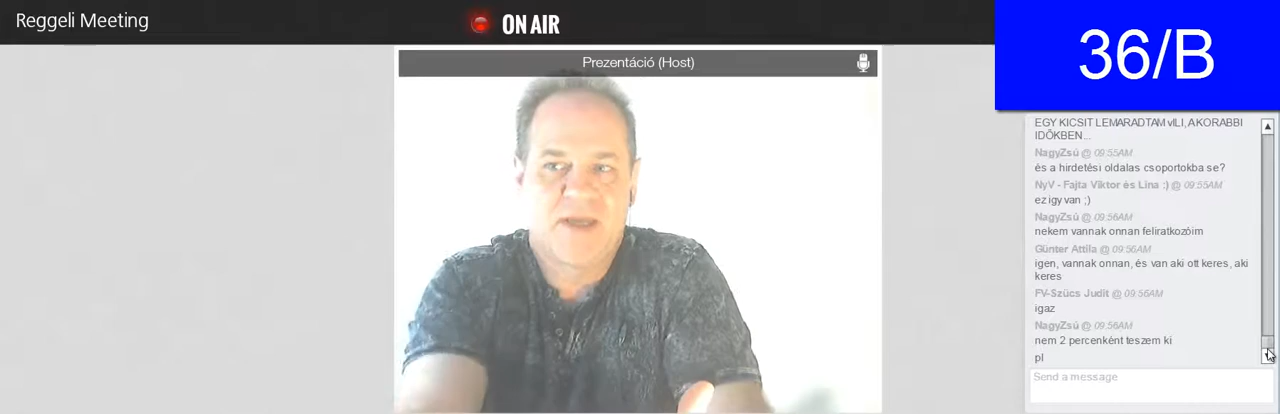 Reggeli Meeting
ON AIR
36/B
Prezentáció (Host)
EGY KICSIT LEMARADTAM vILI, A KORABBI
IDŐKBEN...
NagyZsú @ 09:55AM
és a hirdetési oldalas csoportokba se?
NyV - Fajta Viktor és Lina :) @ 09:55AM
ez igy van ;)
NagyZsú @ 09:56AM
nekem vannak onnan feliratkozóim
Günter Attila @ 09:56AM
igen, vannak onnan, és van aki ott keres, aki
keres
FV-Szücs Judit @ 09:56AM
igaz
NagyZsú @ 09:56AM
nem 2 percenként teszem ki
pl
Send a message